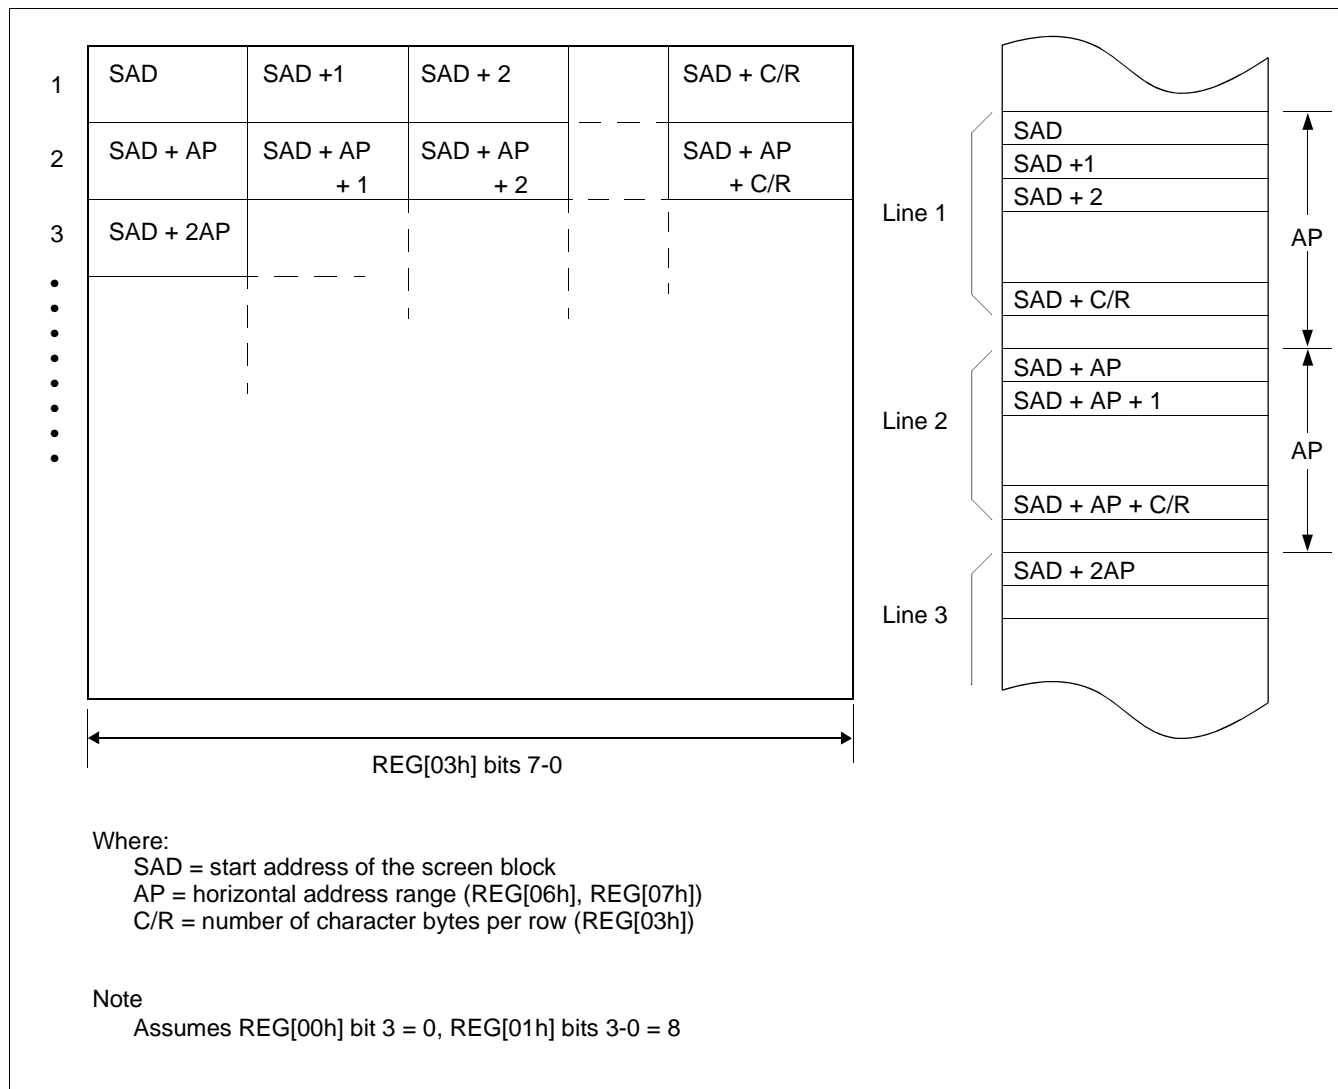 1 SAD SAD +1 SAD + 2 SAD + C/R
2 SAD + AP SAD + AP + 1 SAD + AP + 2 SAD + AP + C/R
3 SAD + 2AP
REG[03h] bits 7-0
Line 1
SAD
SAD +1
SAD + 2
SAD + C/R
AP
Line 2
SAD + AP
SAD + AP + 1
SAD + AP + C/R
AP
Line 3
SAD + 2AP
Where:
SAD = start address of the screen block
AP = horizontal address range (REG[06h], REG[07h])
C/R = number of character bytes per row (REG[03h])
Note
Assumes REG[00h] bit 3 = 0, REG[01h] bits 3-0 = 8